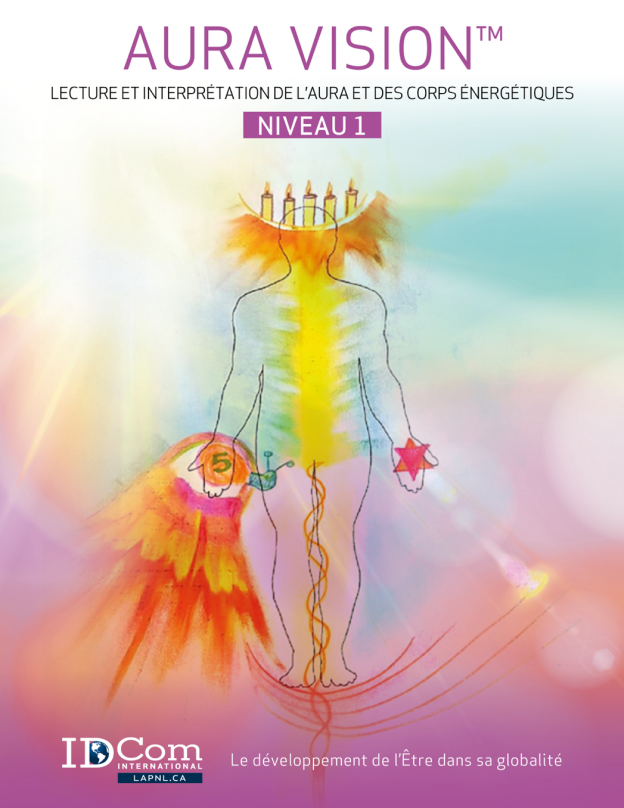 AURA VISION™
LECTURE ET INTERPRÉTATION DE L'AURA ET DES CORPS ÉNERGÉTIQUES
NIVEAU 1
5
IDCom
INTERNATIONAL
LAPNL.CA
Le développement de l'Être dans sa globalité